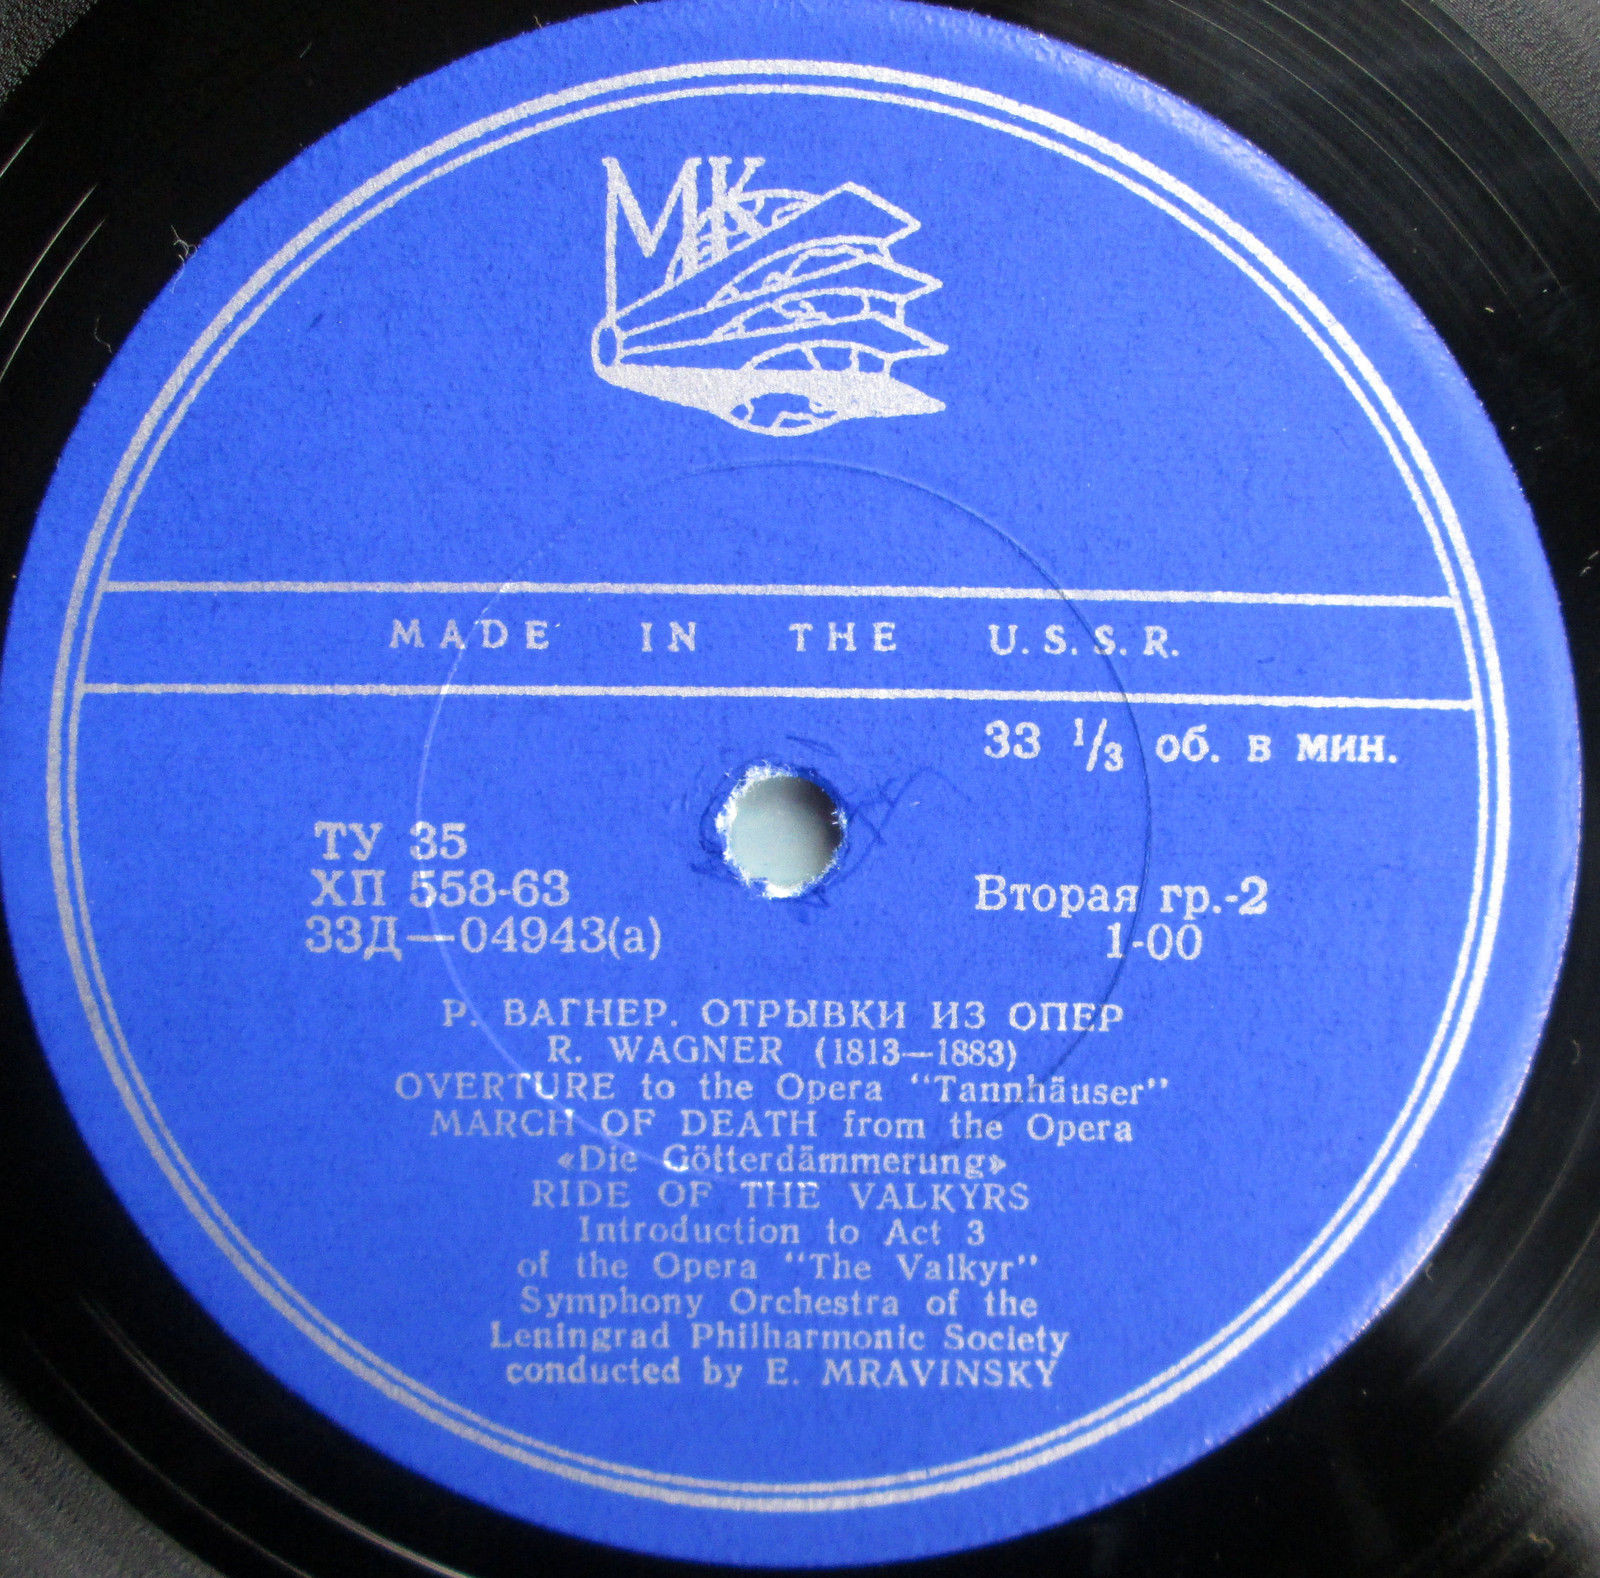 МК
MADE IN THE U.S.S.R.
33 1/3 об. в мин.
ТУ 35
ХП 558-63
33Д—04943(а)
Вторая гр.-2
1-00
Р. ВАГНЕР. ОТРЫВКИ ИЗ ОПЕР
R. WAGNER (1813—1883)
OVERTURE to the Opera "Tannhäuser"
MARCH OF DEATH from the Opera
«Die Götterdämmerung»
RIDE OF THE VALKYRS
Introduction to Act 3
of the Opera "The Valkyr"
Symphony Orchestra of the
Leningrad Philharmonic Society
conducted by E. MRAVINSKY